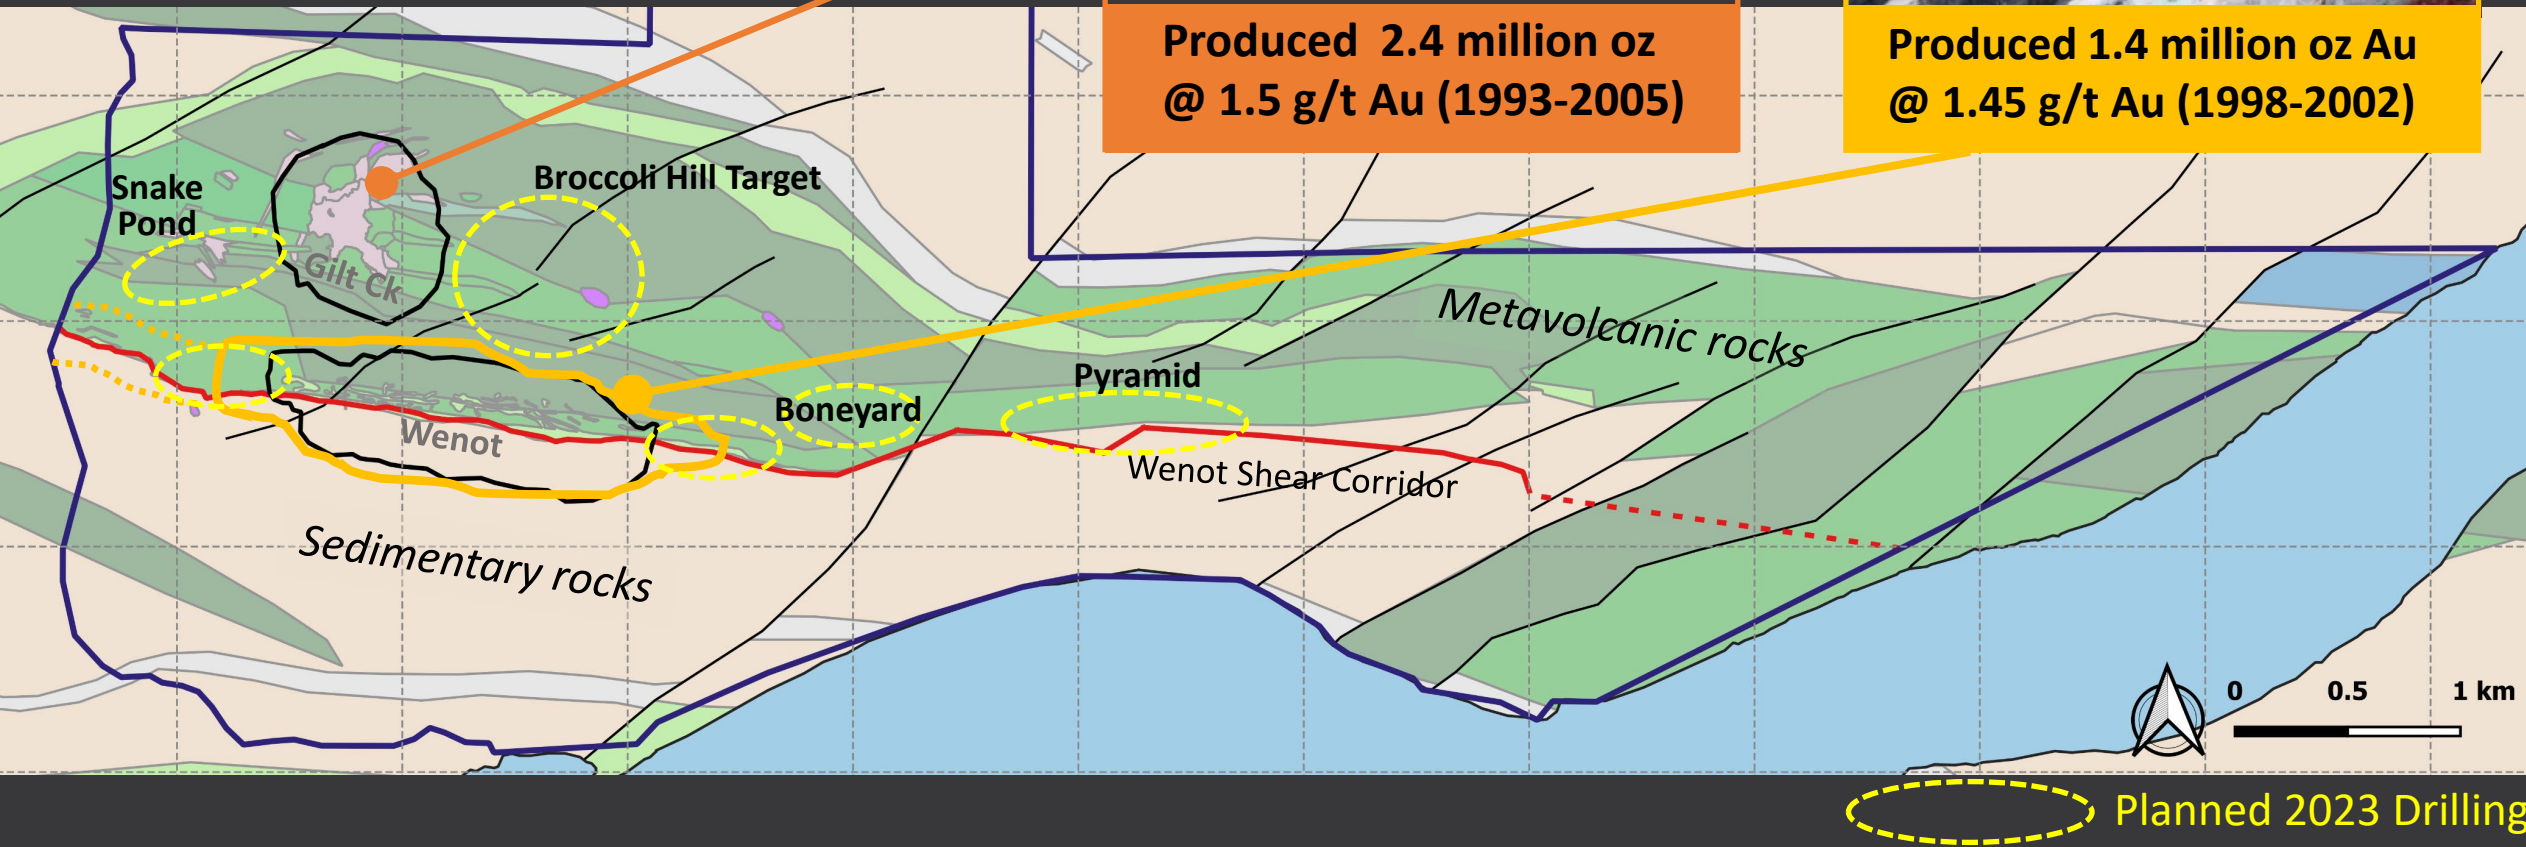 Produced 2.4 million oz
@ 1.5 g/t Au (1993-2005)
Produced 1.4 million oz Au
@ 1.45 g/t Au (1998-2002)
Snake
Pond
Broccoli Hill Target
Gilt Ck
Metavolcanic rocks
Pyramid
Boneyard
Wenot
Wenot Shear Corridor
Sedimentary rocks
0 0.5 1 km
Planned 2023 Drilling